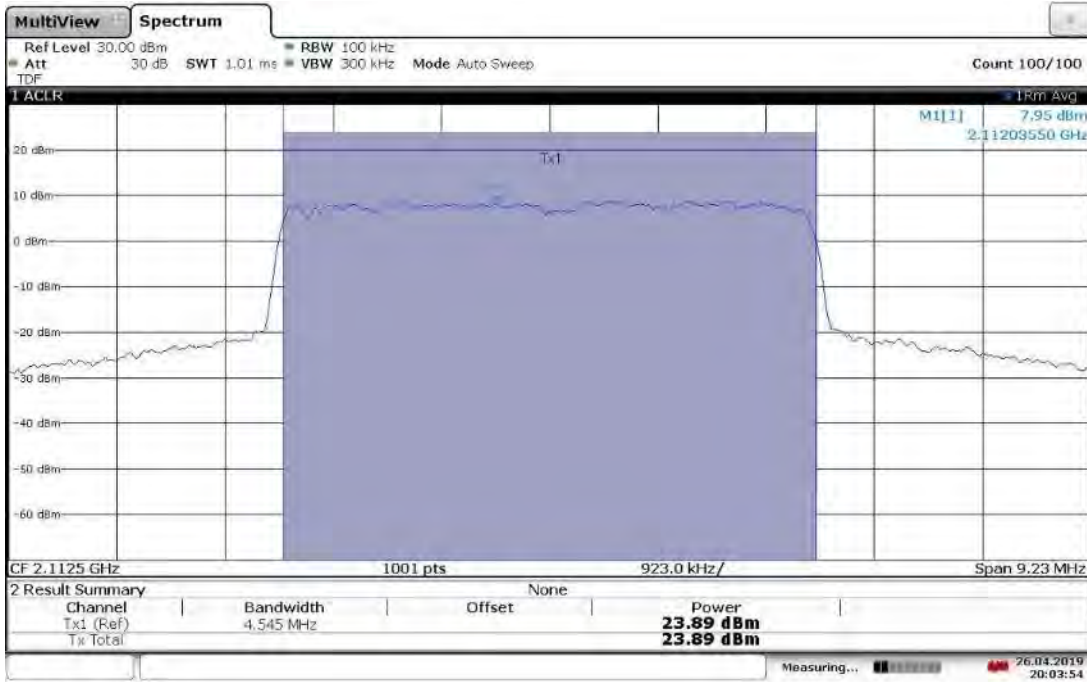 MultiView Spectrum
Ref Level 30.00 dBm RBW 100 kHz
Att 30 dB SWT 1.01 ms VBW 300 kHz Mode Auto Sweep Count 100/100
TDF
1 ACLR 1Rm Avg
M1[1] 7.95 dBm
2.11203550 GHz
20 dBm
Tx1
10 dBm
0 dBm
-10 dBm
-20 dBm
-30 dBm
-40 dBm
-50 dBm
-60 dBm
CF 2.1125 GHz 1001 pts 923.0 kHz/ Span 9.23 MHz
2 Result Summary None
Channel Bandwidth Offset Power
Tx1 (Ref) 4.545 MHz 23.89 dBm
Tx Total 23.89 dBm
Measuring... 26.04.2019
20:03:54